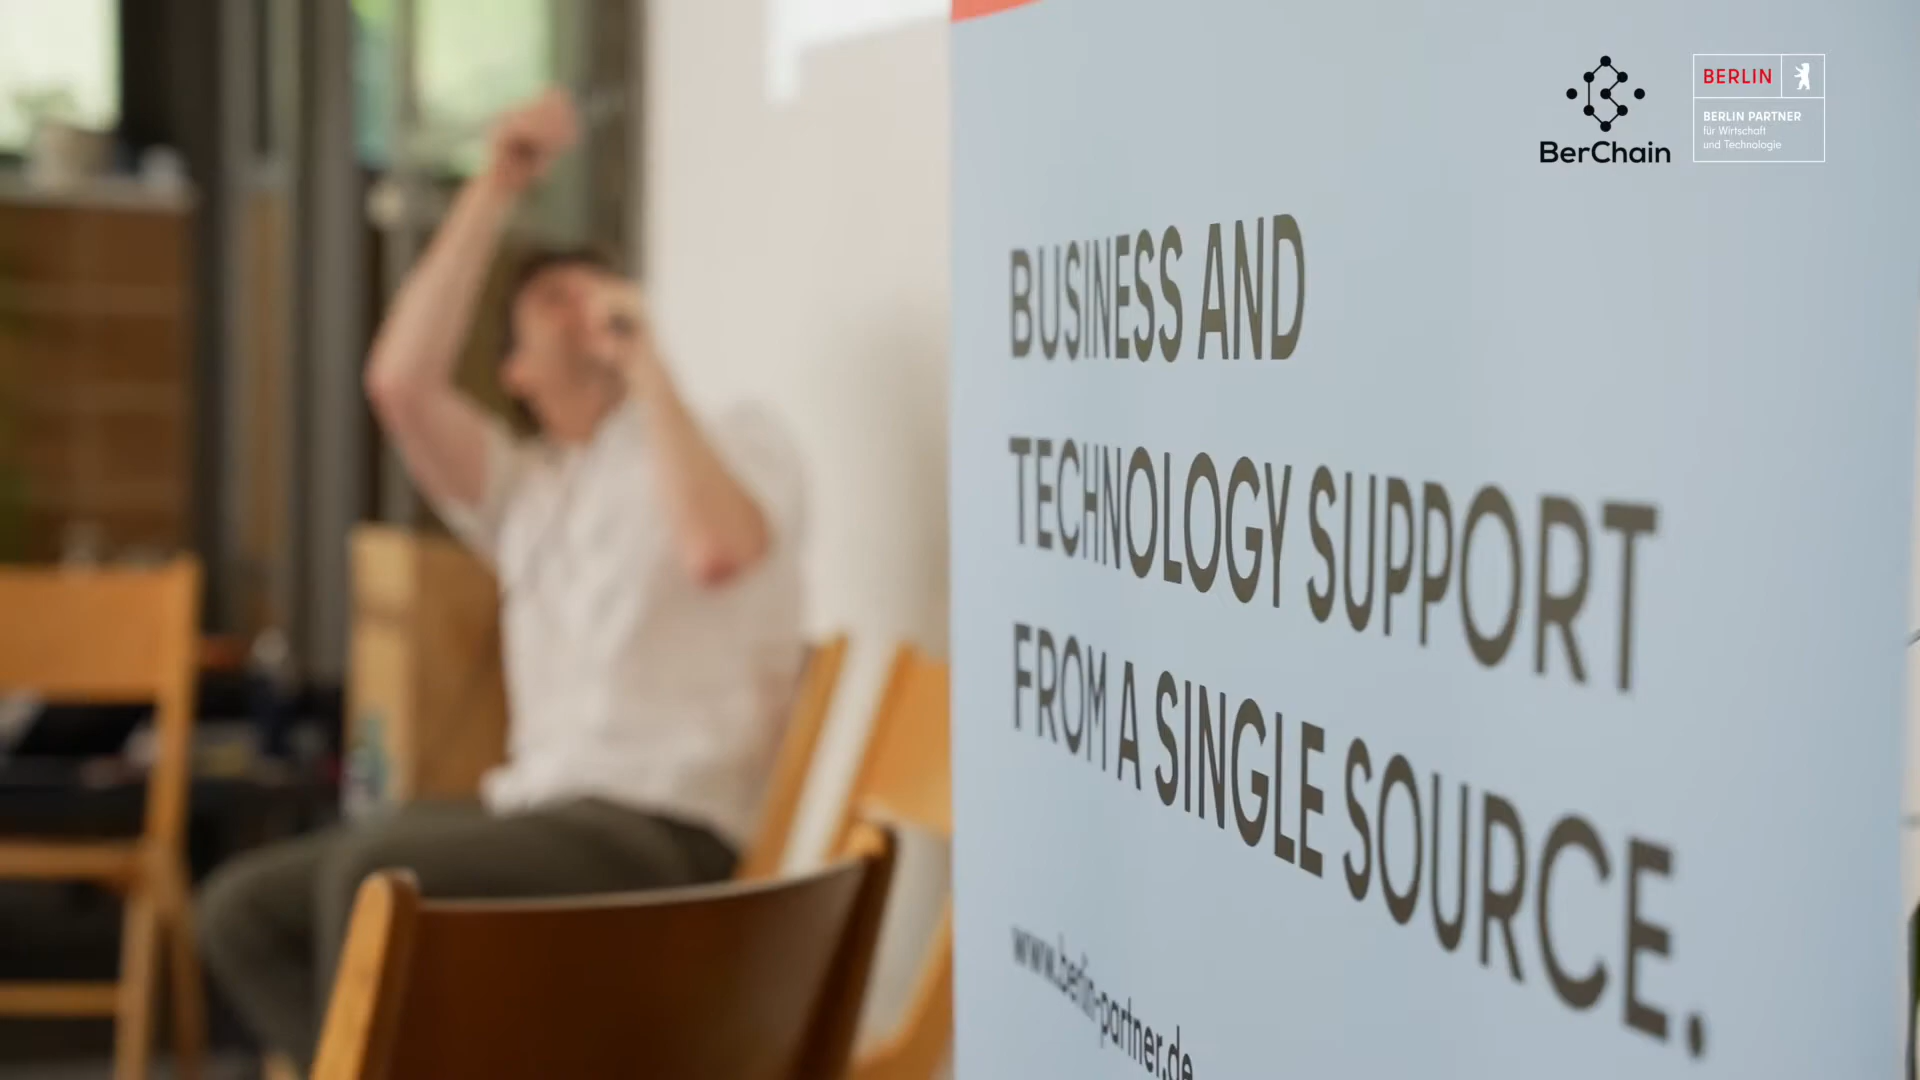 BerChain
BERLIN
BERLIN PARTNER
für Wirtschaft
und Technologie
BUSINESS AND
TECHNOLOGY SUPPORT
FROM A SINGLE SOURCE.
www.berlin-partner.de